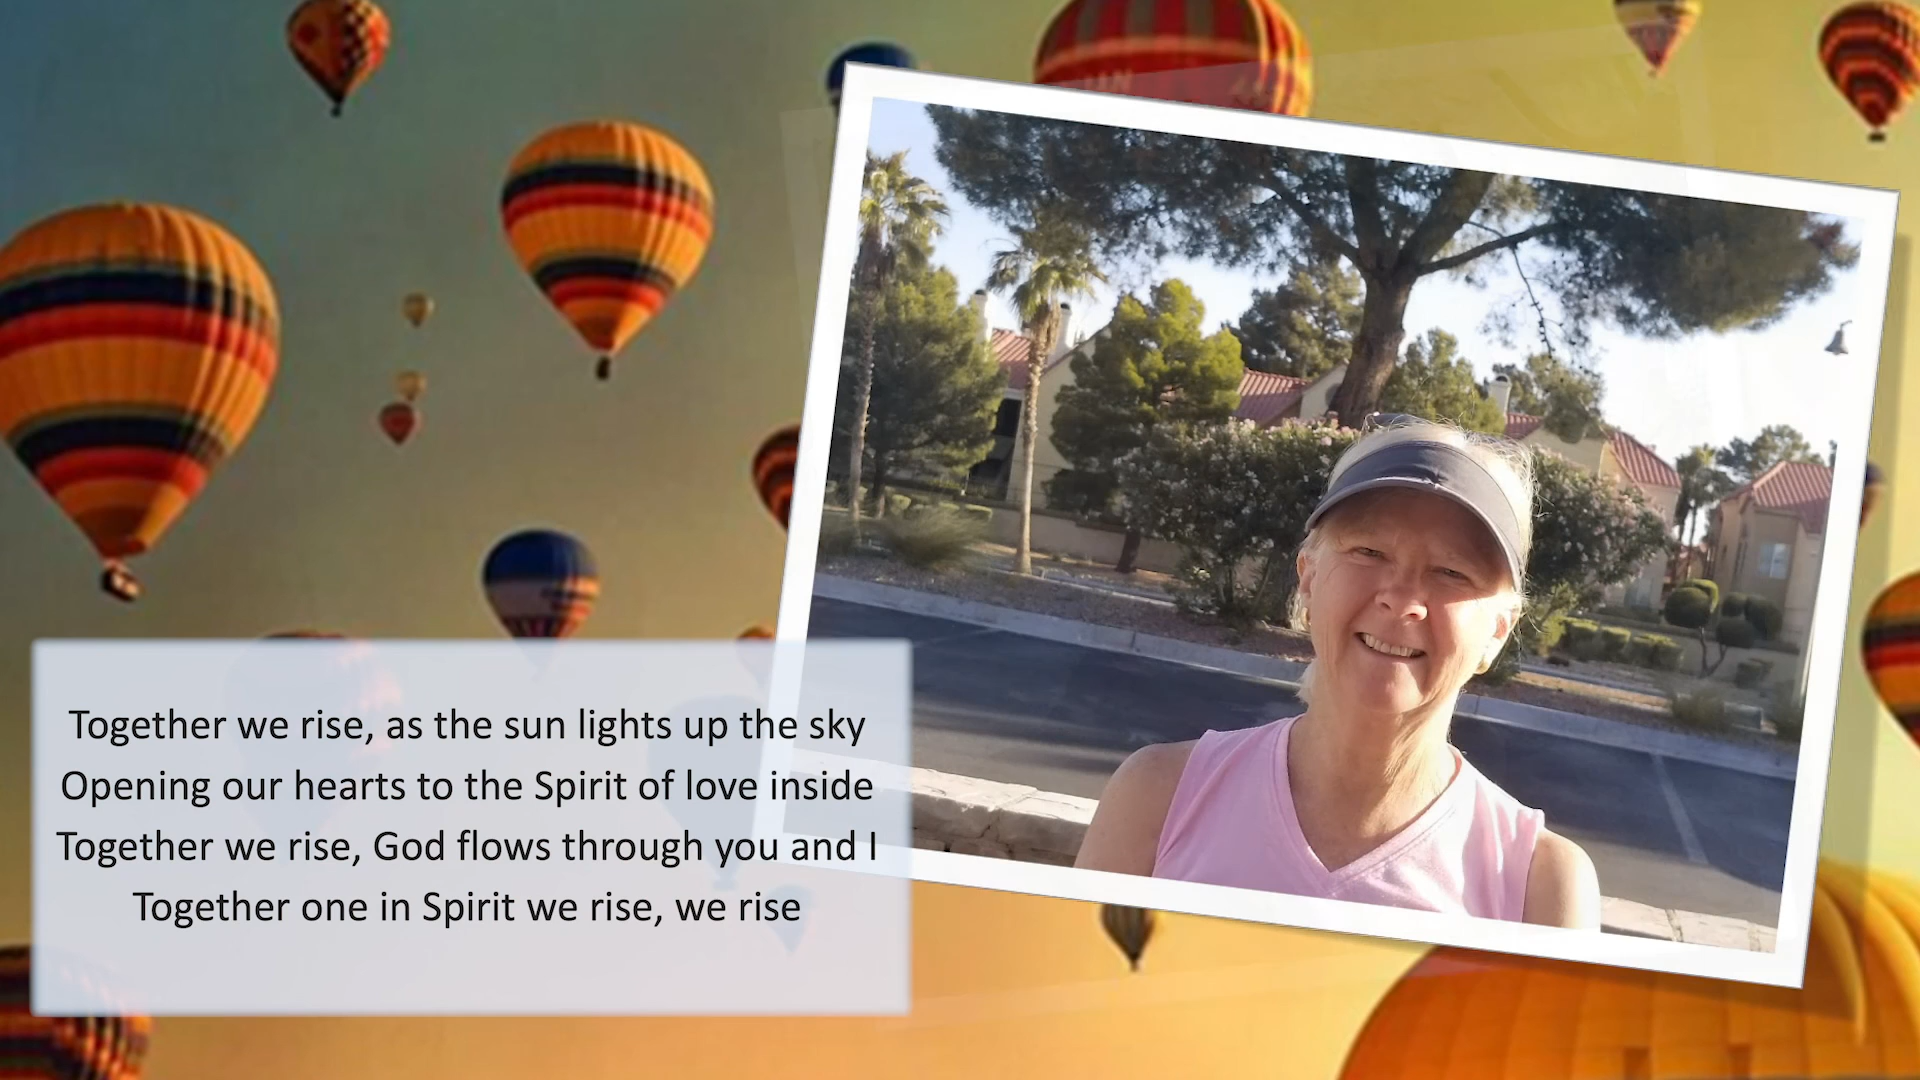 Together we rise, as the sun lights up the sky
Opening our hearts to the Spirit of love inside
Together we rise, God flows through you and I
Together one in Spirit we rise, we rise